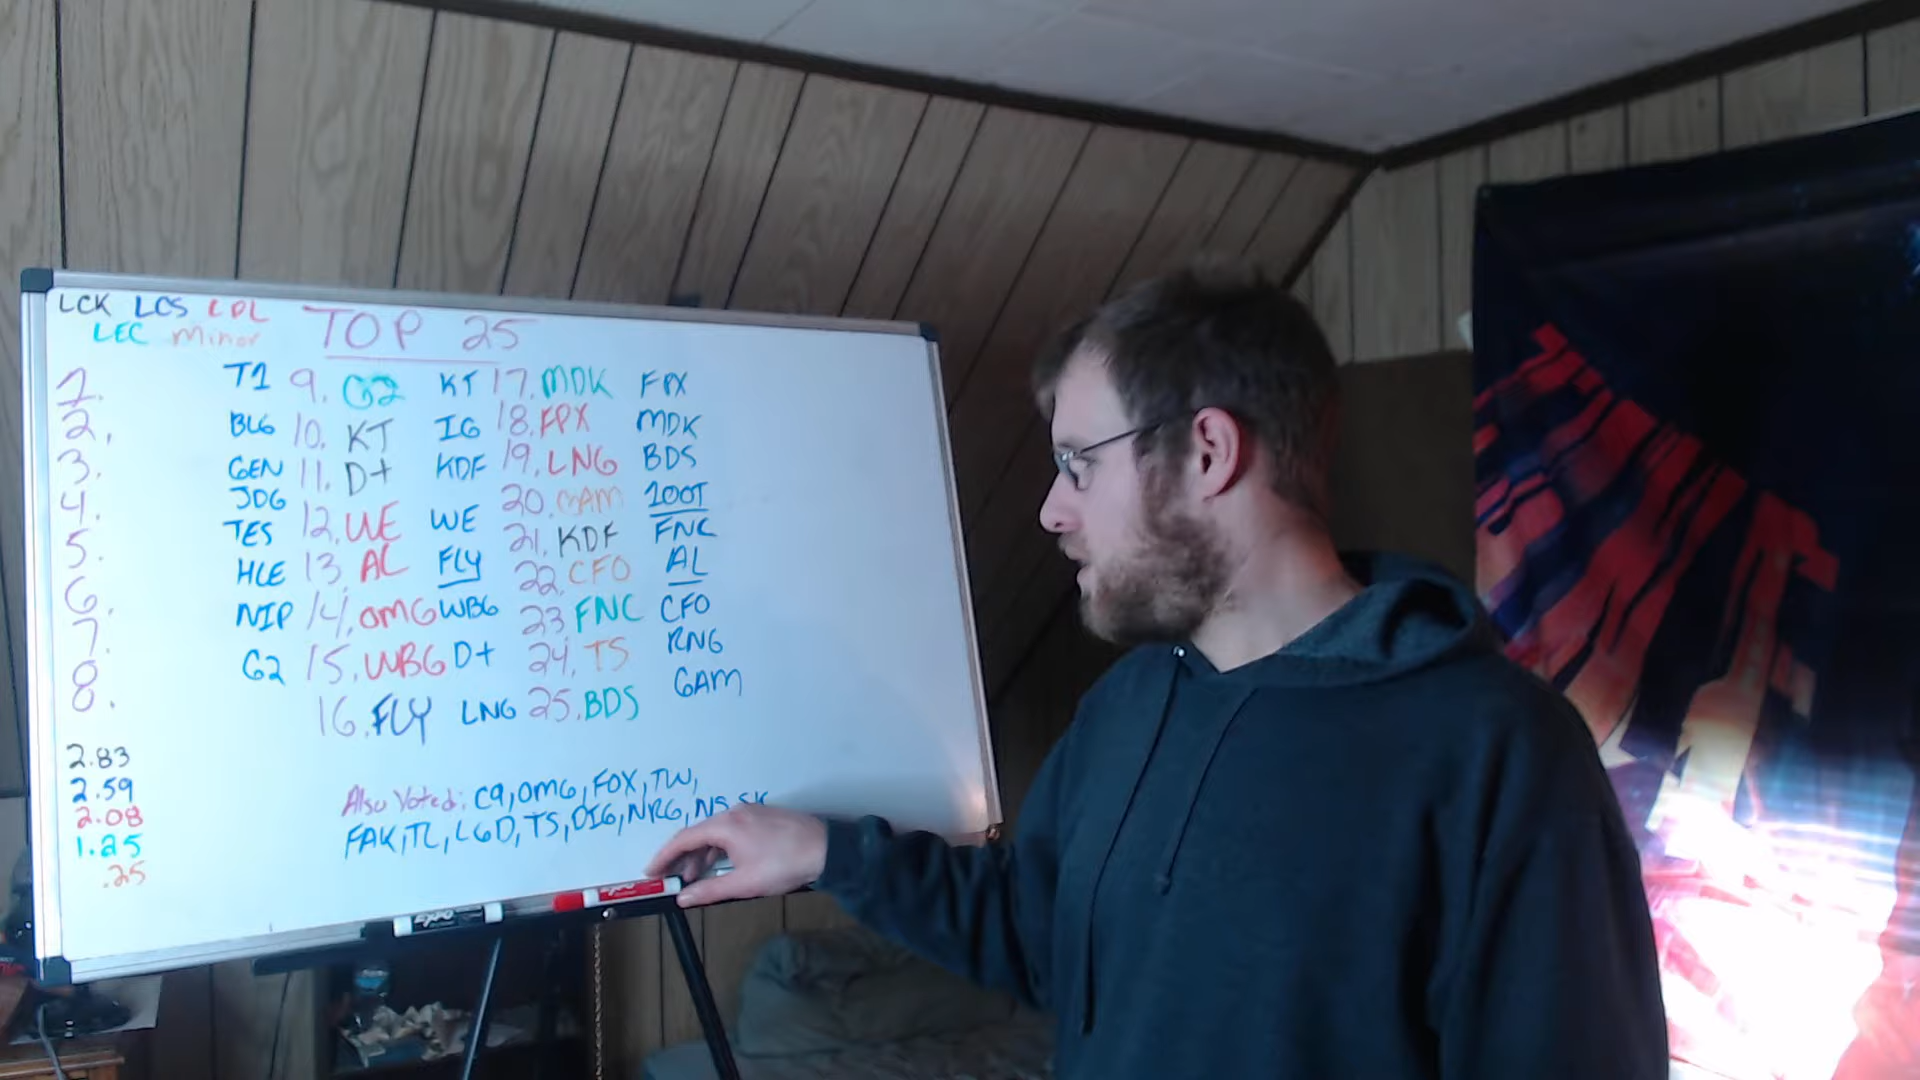 LCK LCS LPL
LEC Minor
TOP 25
1. T1 9. G2 KT 17. MDK FPX
2. BLG 10. KT IG 18. FPX MDK
3. GEN 11. D+ KDF 19. LNG BDS
4. JDG 12. WE WE 20. GAM 100T
5. TES 13. AL FLY 21. KDF FNC
6. HLE 14. OMG WBG 22. CFO AL
7. NIP 15. WBG D+ 23 FNC CFO
8. G2 16. FLY LNG 24. TS RNG
25. BDS GAM
2.83
2.59
2.08
1.25
.25
Also Voted: C9, OMG, FOX, TW,
FAK, TL, LGD, TS, DIG, NRG, NS, SK
EXPO
EXPO